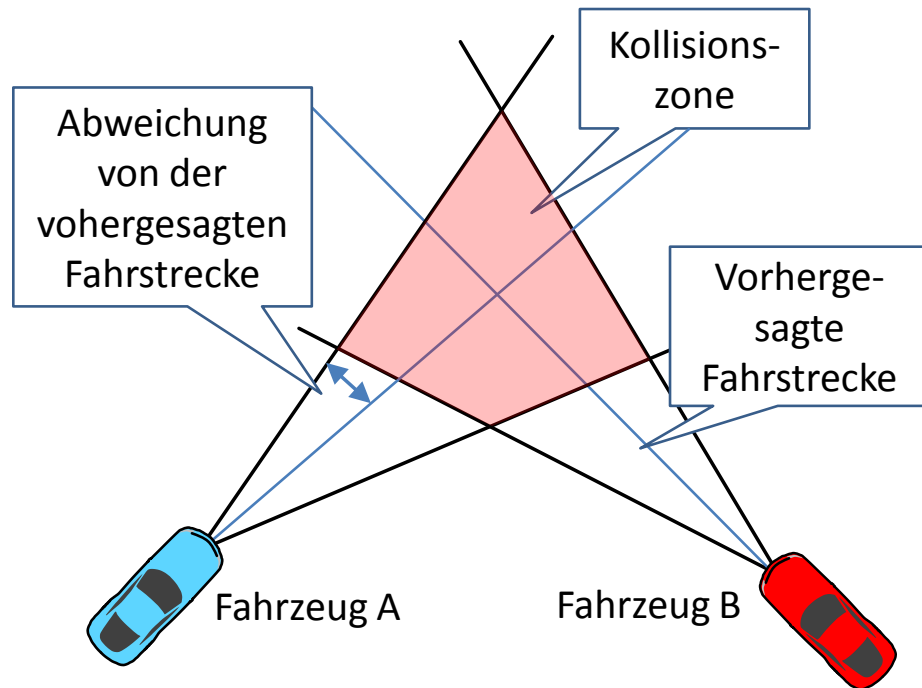 Kollisions-
zone
Abweichung
von der
vohergesagten
Fahrstrecke
Vorherge-
sagte
Fahrstrecke
Fahrzeug A
Fahrzeug B